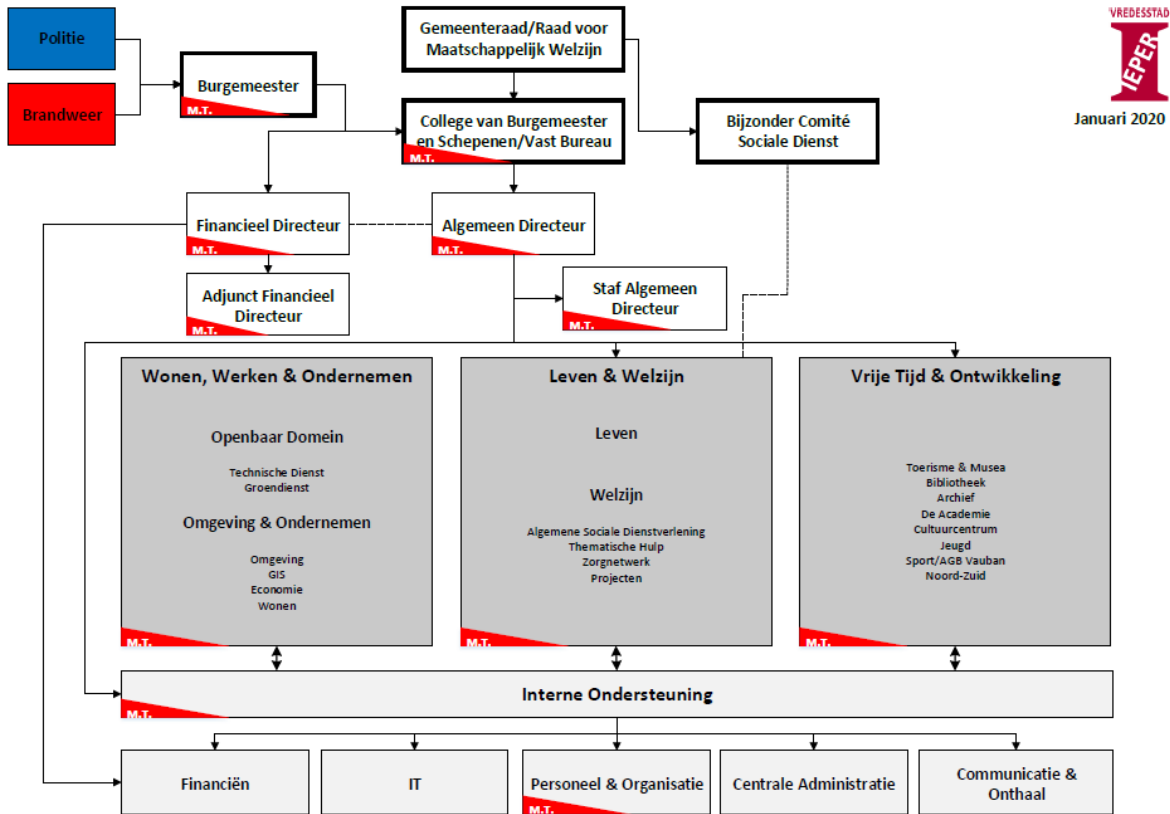 Politie
Brandweer
Burgemeester
M.T.
Gemeenteraad/Raad voor
Maatschappelijk Welzijn
College van Burgemeester
en Schepenen/Vast Bureau
M.T.
Bijzonder Comité
Sociale Dienst
VREDESSTAD
IEPER
Januari 2020
Financieel Directeur
M.T.
Algemeen Directeur
M.T.
Adjunct Financieel
Directeur
M.T.
Staf Algemeen
Directeur
M.T.
Wonen, Werken & Ondernemen
Openbaar Domein
Technische Dienst
Groendienst
Omgeving & Ondernemen
Omgeving
GIS
Economie
Wonen
M.T.
Leven & Welzijn
Leven
Welzijn
Algemene Sociale Dienstverlening
Thematische Hulp
Zorgnetwerk
Projecten
M.T.
Vrije Tijd & Ontwikkeling
Toerisme & Musea
Bibliotheek
Archief
De Academie
Cultuurcentrum
Jeugd
Sport/AGB Vauban
Noord-Zuid
M.T.
Interne Ondersteuning
M.T.
Financiën
IT
Personeel & Organisatie
M.T.
Centrale Administratie
Communicatie &
Onthaal